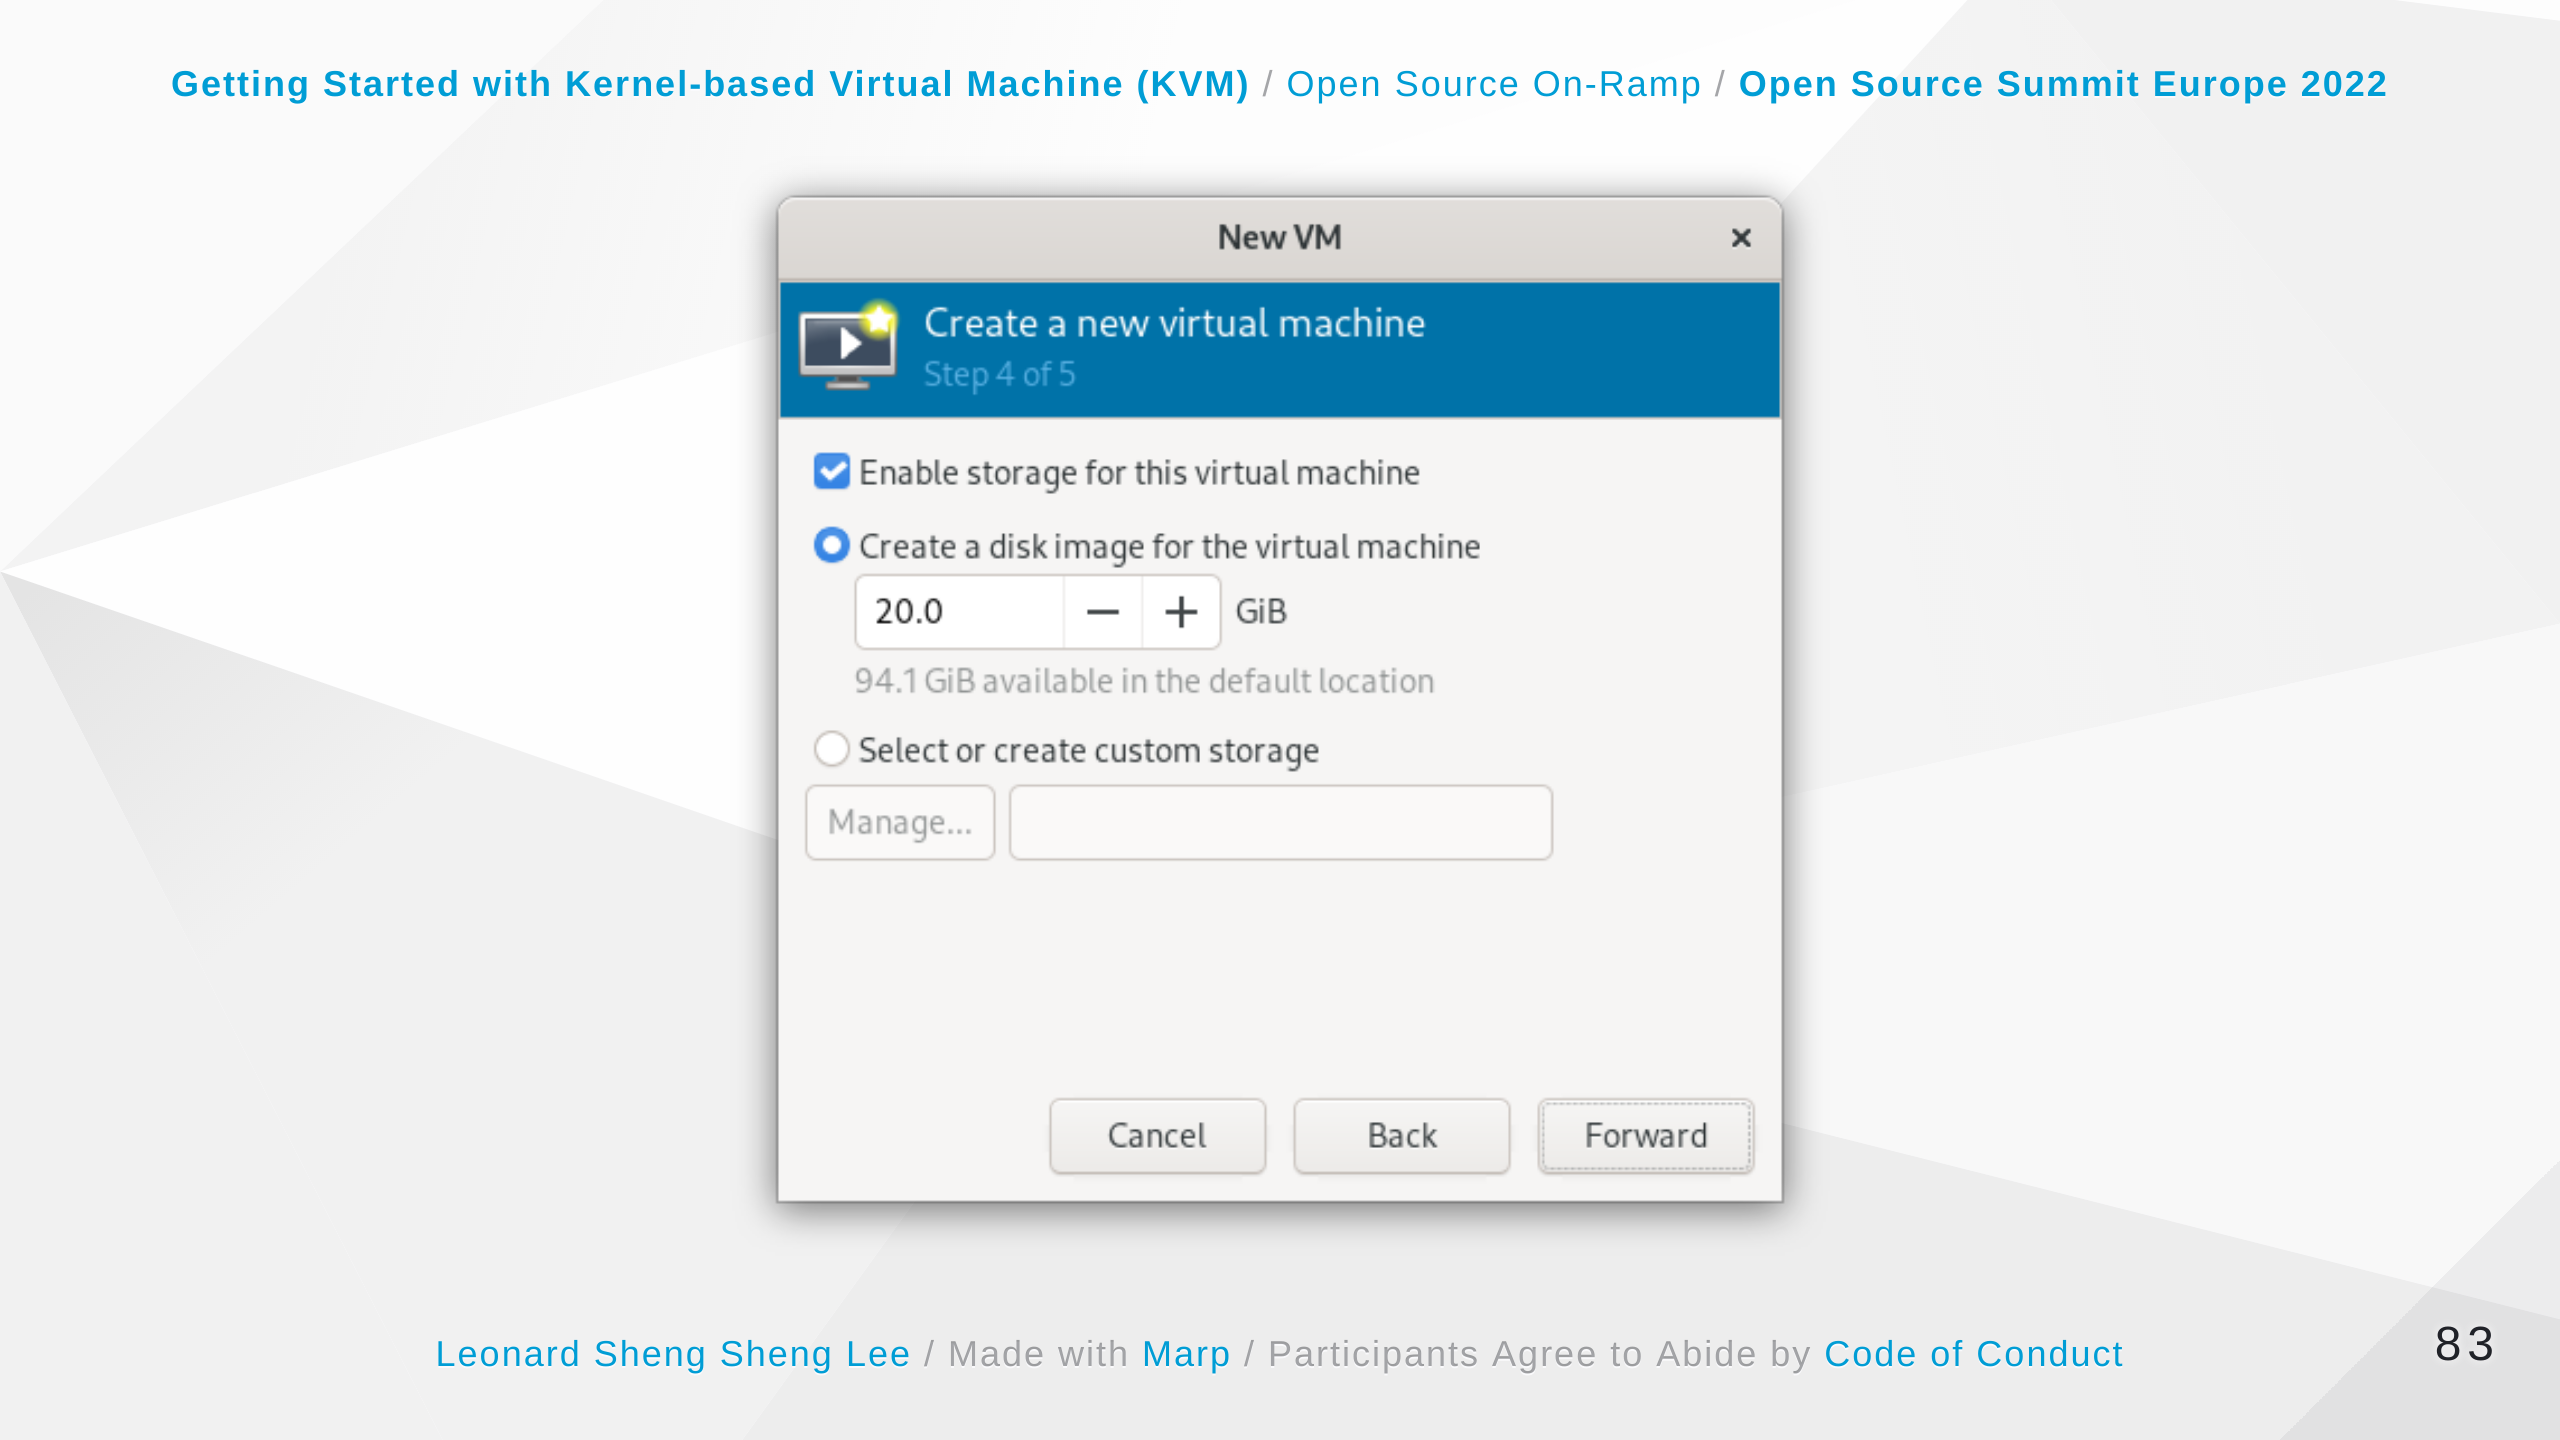 Getting Started with Kernel-based Virtual Machine (KVM) / Open Source On-Ramp / Open Source Summit Europe 2022
New VM
Create a new virtual machine
Step 4 of 5
Enable storage for this virtual machine
Create a disk image for the virtual machine
20.0 GiB
94.1 GiB available in the default location
Select or create custom storage
Manage...
Cancel Back Forward
Leonard Sheng Sheng Lee / Made with Marp / Participants Agree to Abide by Code of Conduct
83